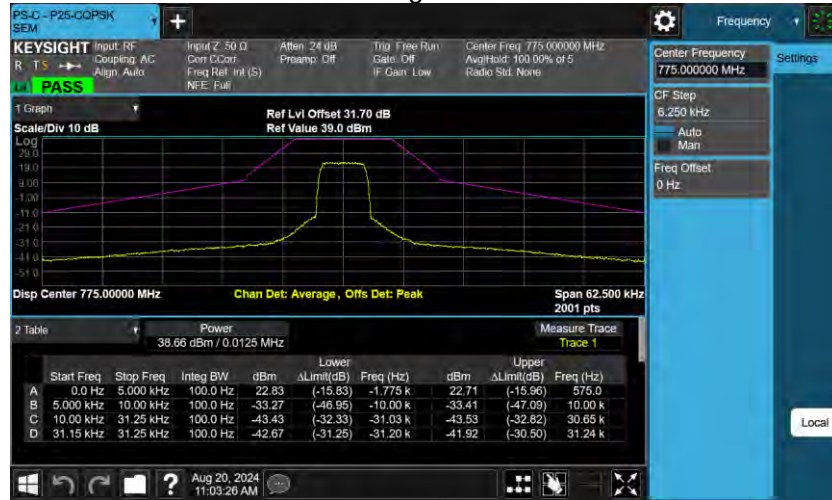 PS-C - P25-CQPSK
SEM
Frequency
KEYSIGHT Input: RF Input Z: 50 Ω Atten: 24 dB Trig: Free Run Center Freq: 775.000000 MHz
R T S Coupling: AC Corr CCorr Preamp: Off Gate: Off Avg|Hold: 100.00% of 5
Align: Auto Freq Ref: Int (S) IF Gain: Low Radio Std: None
PASS NFE: Full
Center Frequency
775.000000 MHz
Settings
CF Step
6.250 kHz
Auto
Man
Freq Offset
0 Hz
1 Graph Ref Lvl Offset 31.70 dB
Scale/Div 10 dB Ref Value 39.0 dBm
Log
29.0
19.0
9.00
-1.00
-11.0
-21.0
-31.0
-41.0
-51.0
Disp Center 775.00000 MHz Chan Det: Average, Offs Det: Peak Span 62.500 kHz
2001 pts
2 Table Power Measure Trace
38.66 dBm / 0.0125 MHz Trace 1
Lower Upper
Start Freq Stop Freq Integ BW dBm ΔLimit(dB) Freq (Hz) dBm ΔLimit(dB) Freq (Hz)
A 0.0 Hz 5.000 kHz 100.0 Hz 22.83 (-15.83) -1.775 k 22.71 (-15.96) 575.0
B 5.000 kHz 10.00 kHz 100.0 Hz -33.27 (-46.95) -10.00 k -33.41 (-47.09) 10.00 k
C 10.00 kHz 31.25 kHz 100.0 Hz -43.43 (-32.33) -31.03 k -43.53 (-32.82) 30.65 k
D 31.15 kHz 31.25 kHz 100.0 Hz -42.67 (-31.25) -31.20 k -41.92 (-30.50) 31.24 k
Local
? Aug 20, 2024
11:03:26 AM